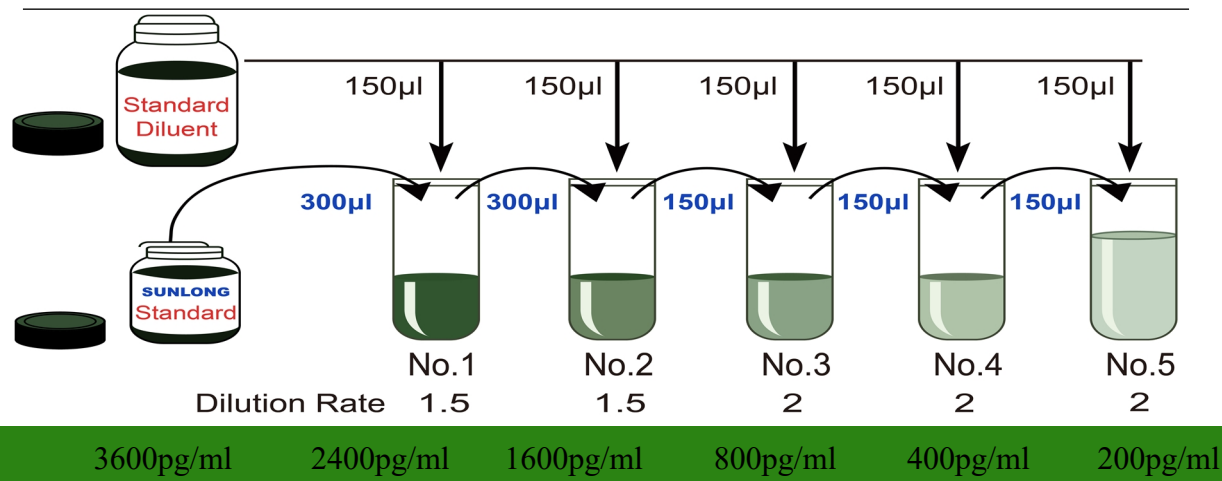 150µl 150µl 150µl 150µl 150µl
Standard
Diluent
300µl 300µl 150µl 150µl 150µl
SUNLONG
Standard
No.1 No.2 No.3 No.4 No.5
Dilution Rate 1.5 1.5 2 2 2
3600pg/ml 2400pg/ml 1600pg/ml 800pg/ml 400pg/ml 200pg/ml